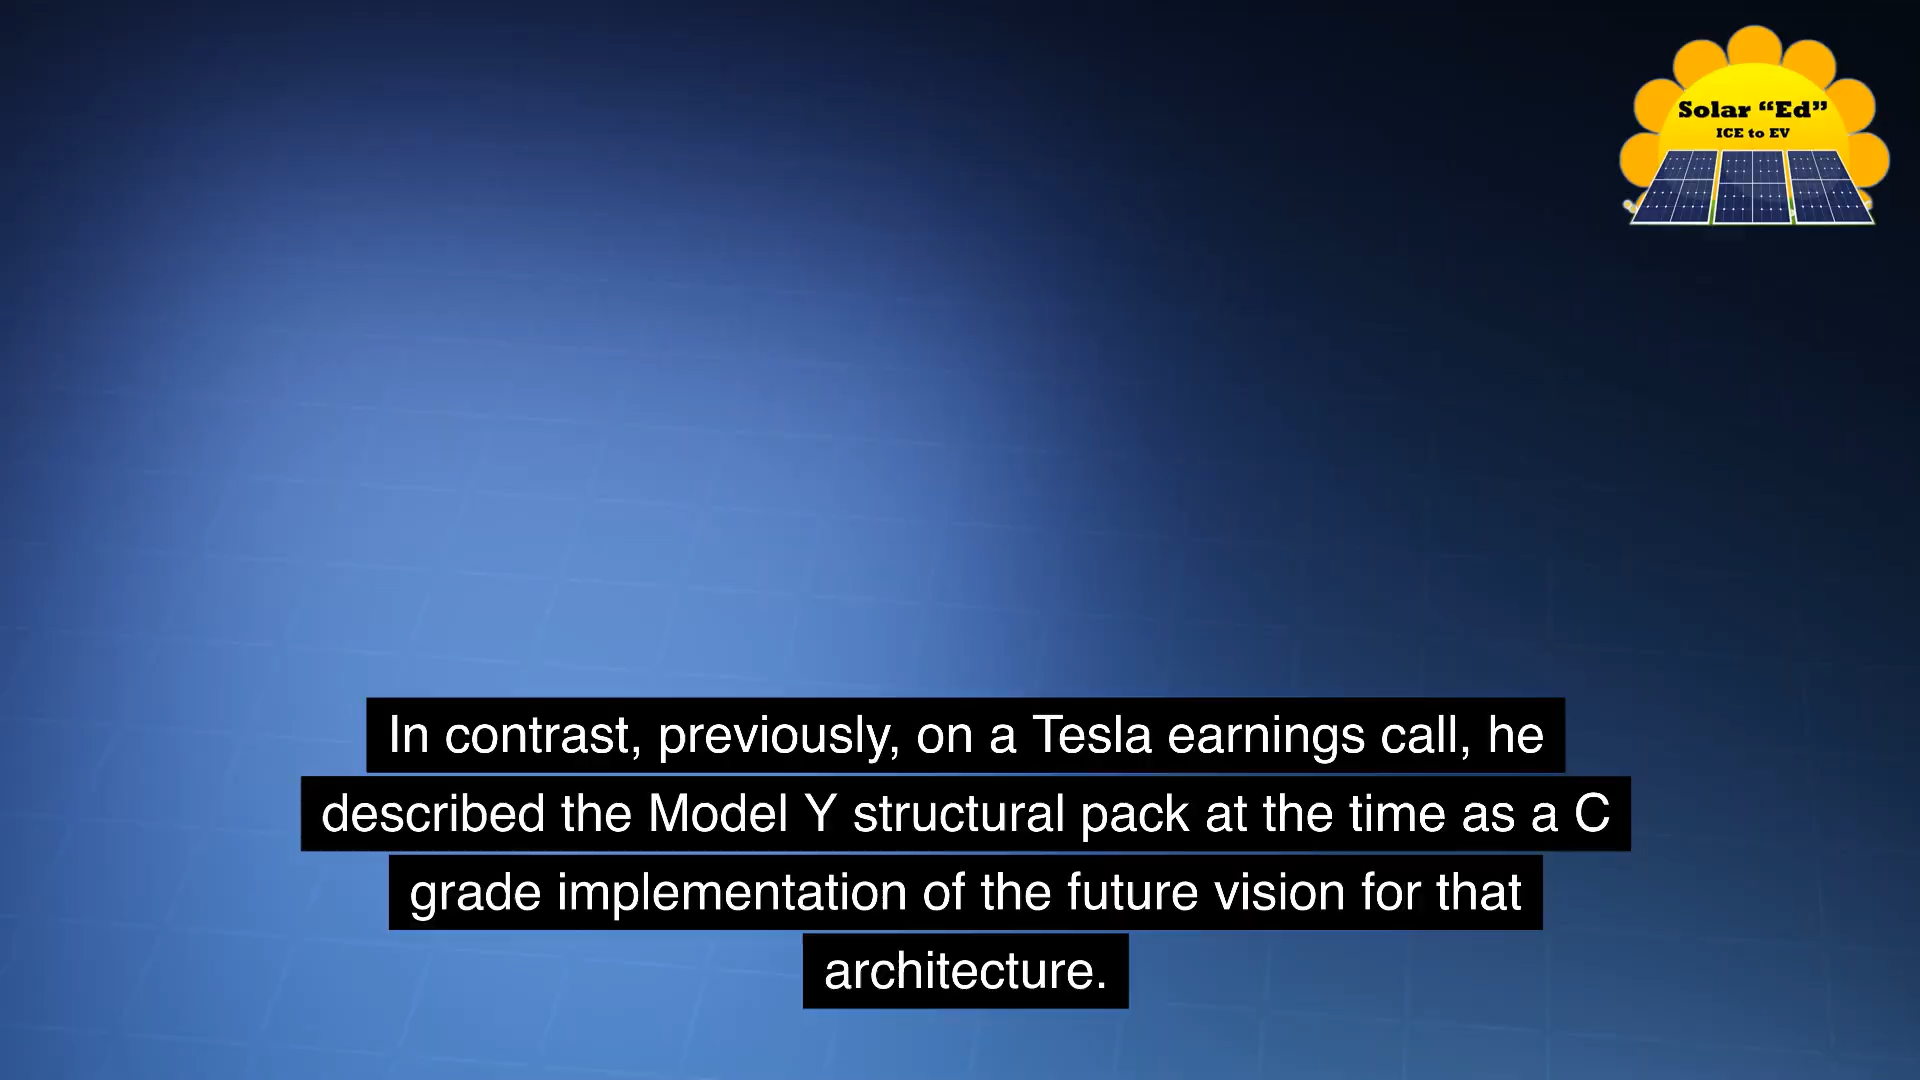 Solar “Ed”
ICE to EV
In contrast, previously, on a Tesla earnings call, he
described the Model Y structural pack at the time as a C
grade implementation of the future vision for that
architecture.